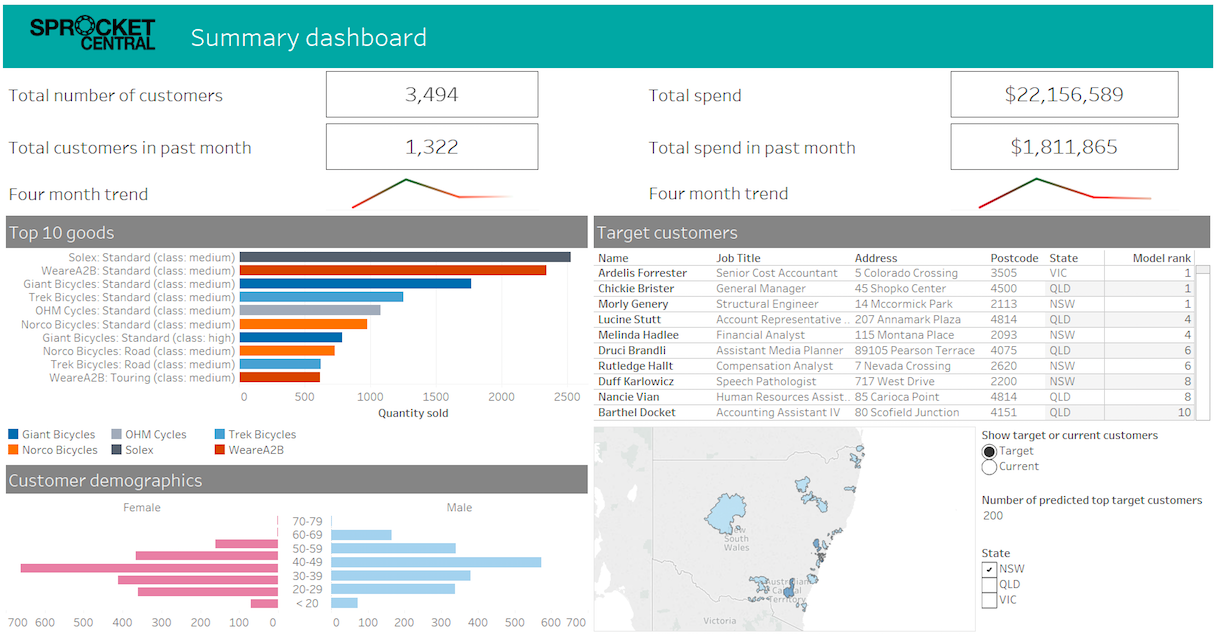 SPROCKET
CENTRAL
Summary dashboard
Total number of customers
3,494
Total spend
$22,156,589
Total customers in past month
1,322
Total spend in past month
$1,811,865
Four month trend
Four month trend
Top 10 goods
Solex: Standard (class: medium)
WeareA2B: Standard (class: medium)
Giant Bicycles: Standard (class: medium)
Trek Bicycles: Standard (class: medium)
OHM Cycles: Standard (class: medium)
Norco Bicycles: Standard (class: medium)
Giant Bicycles: Standard (class: high)
Norco Bicycles: Road (class: medium)
Trek Bicycles: Road (class: medium)
WeareA2B: Touring (class: medium)
0 500 1000 1500 2000 2500
Quantity sold
Giant Bicycles OHM Cycles Trek Bicycles
Norco Bicycles Solex WeareA2B
Target customers
Name Job Title Address Postcode State Model rank
Ardelis Forrester Senior Cost Accountant 5 Colorado Crossing 3505 VIC 1
Chickie Brister General Manager 45 Shopko Center 4500 QLD 1
Morly Genery Structural Engineer 14 Mccormick Park 2113 NSW 1
Lucine Stutt Account Representative .. 207 Annamark Plaza 4814 QLD 4
Melinda Hadlee Financial Analyst 115 Montana Place 2093 NSW 4
Druci Brandli Assistant Media Planner 89105 Pearson Terrace 4075 QLD 6
Rutledge Hallt Compensation Analyst 7 Nevada Crossing 2620 NSW 6
Duff Karlowicz Speech Pathologist 717 West Drive 2200 NSW 8
Nancie Vian Human Resources Assist.. 85 Carioca Point 4814 QLD 8
Barthel Docket Accounting Assistant IV 80 Scofield Junction 4151 QLD 10
Customer demographics
Female Male
70-79
60-69
50-59
40-49
30-39
20-29
< 20
700 600 500 400 300 200 100 0 0 100 200 300 400 500 600 700
New
South
Wales
Australian
Capital
Territory
Victoria
Show target or current customers
Target
Current
Number of predicted top target customers
200
State
NSW
QLD
VIC